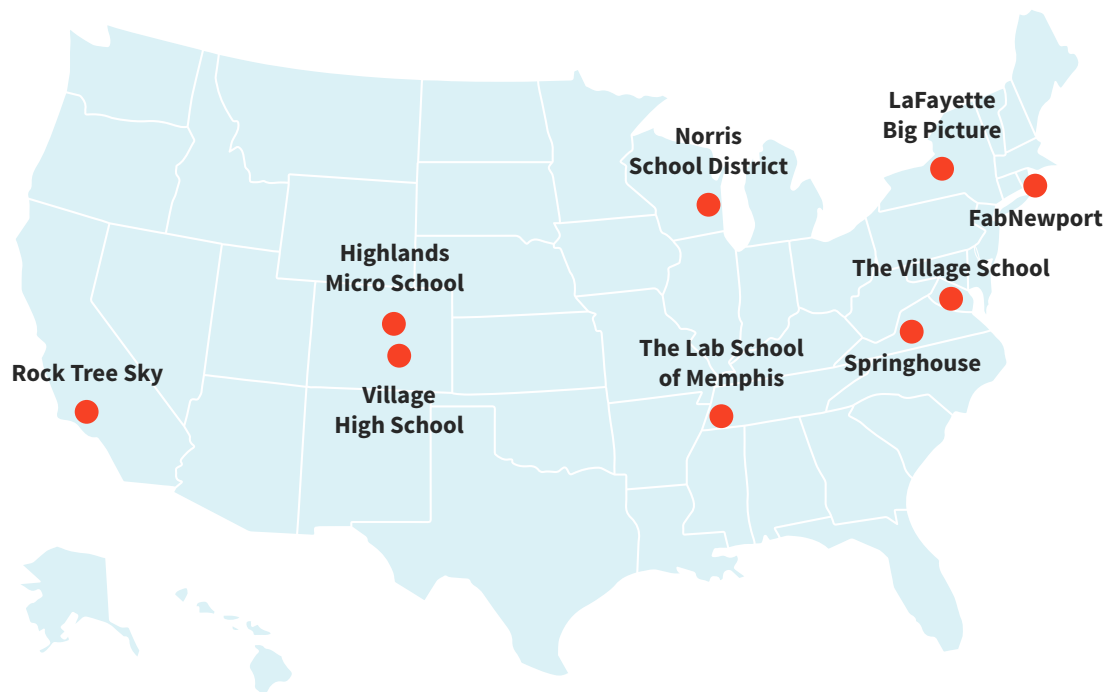 LaFayette
Big Picture
Norris
School District
FabNewport
Highlands
Micro School
The Village School
The Lab School
of Memphis
Springhouse
Rock Tree Sky
Village
High School